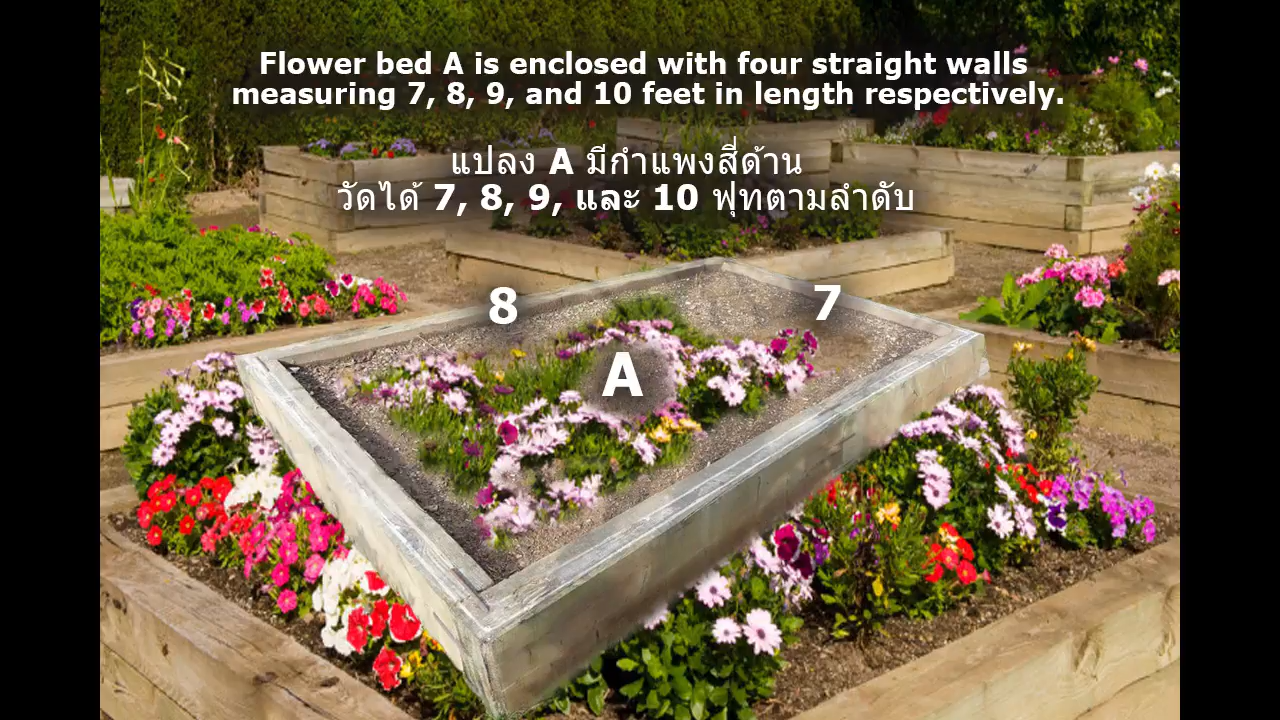 Flower bed A is enclosed with four straight walls
measuring 7, 8, 9, and 10 feet in length respectively.
แปลง A มีกำแพงสี่ด้าน
วัดได้ 7, 8, 9, และ 10 ฟุทตามลำดับ
8
7
A